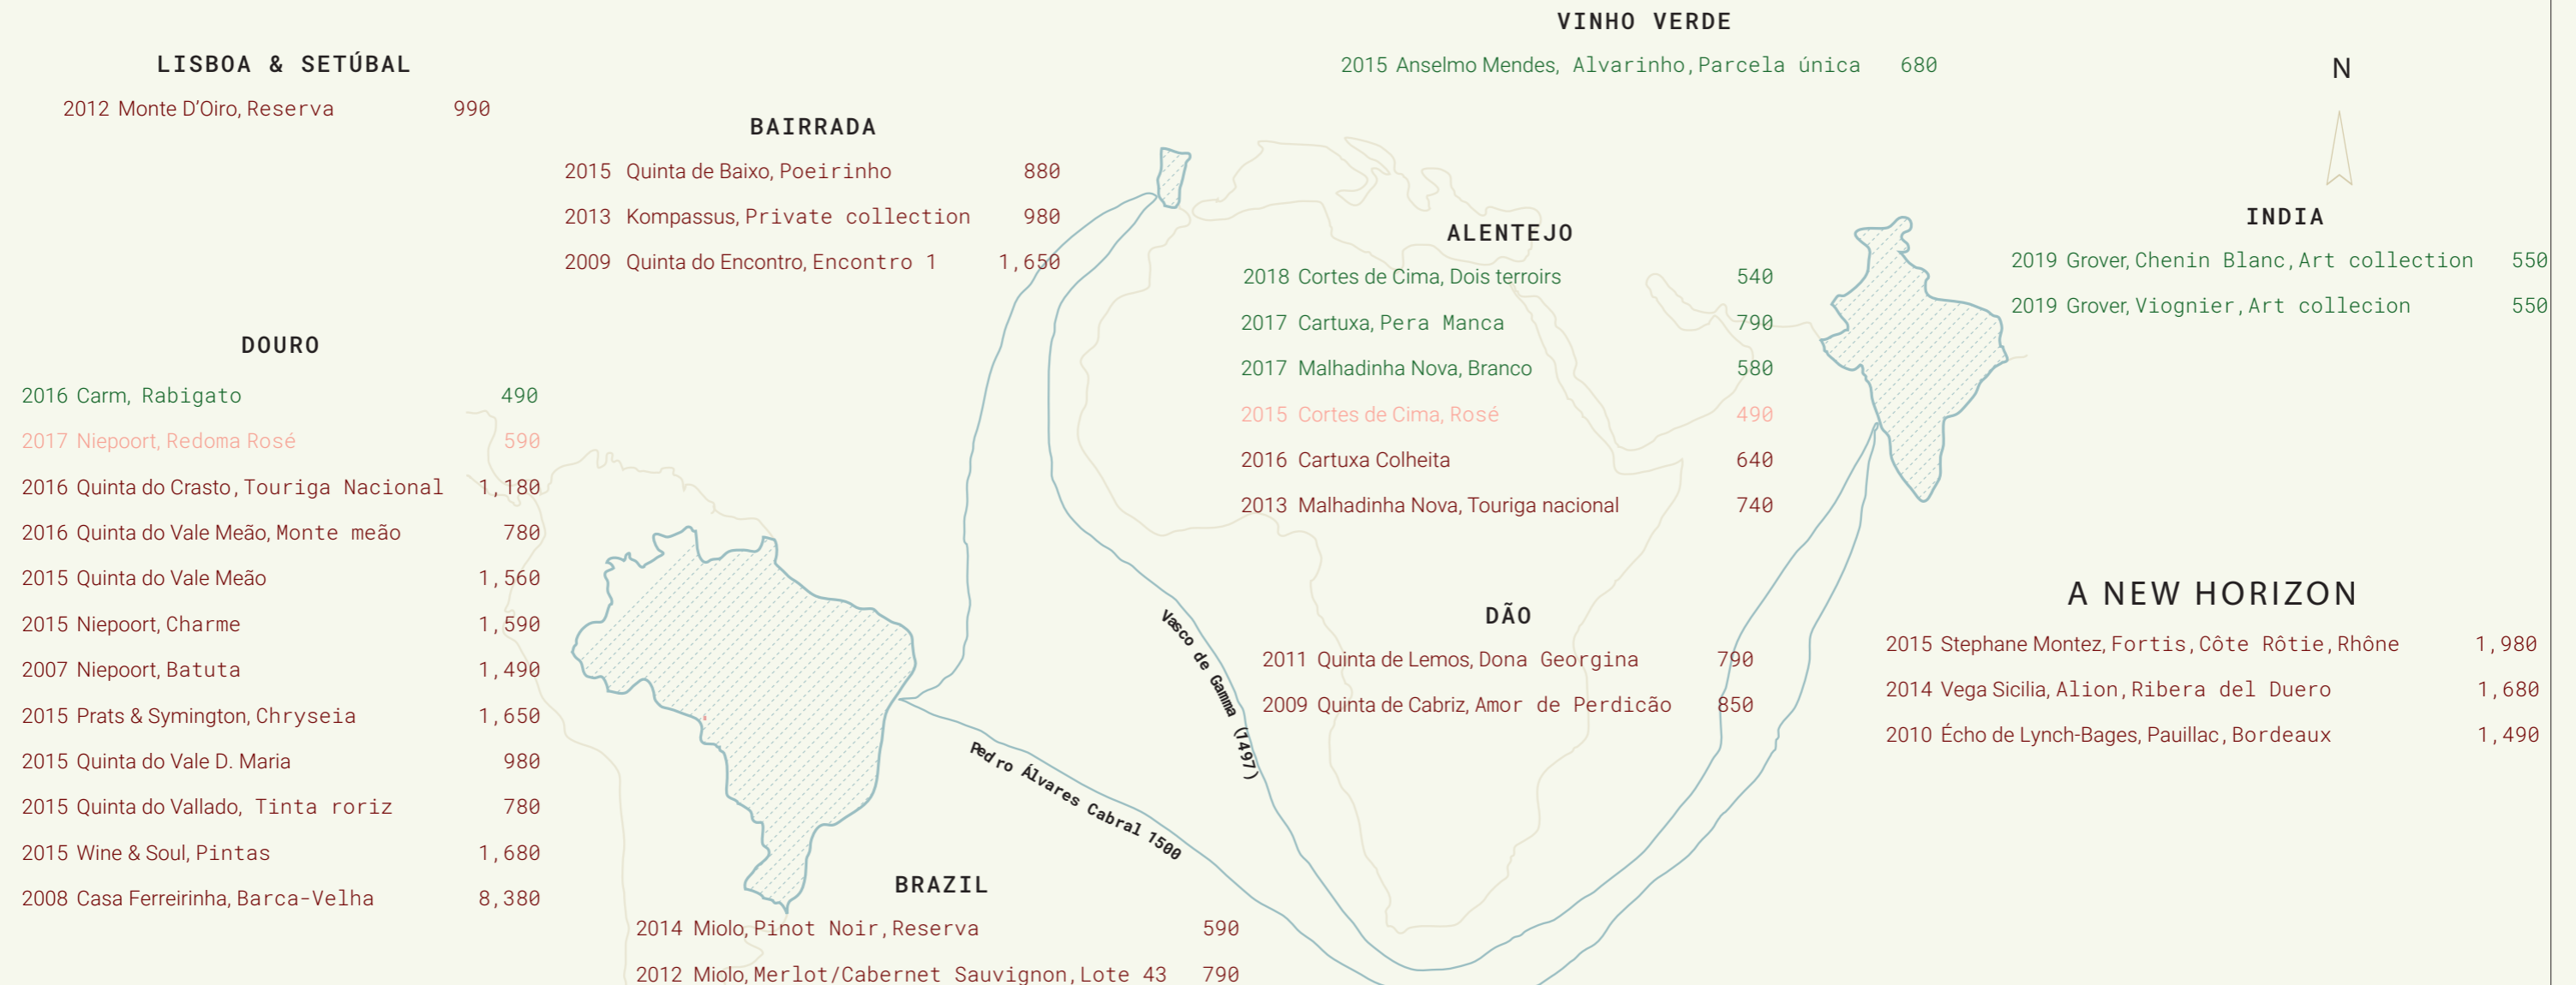 VINHO VERDE
2015 Anselmo Mendes, Alvarinho, Parcela única 680
LISBOA & SETÚBAL
2012 Monte D'Oiro, Reserva 990
N
BAIRRADA
2015 Quinta de Baixo, Poeirinho 880
2013 Kompassus, Private collection 980
2009 Quinta do Encontro, Encontro 1 1,650
ALENTEJO
2018 Cortes de Cima, Dois terroirs 540
2017 Cartuxa, Pera Manca 790
2017 Malhadinha Nova, Branco 580
2015 Cortes de Cima, Rosé 490
2016 Cartuxa Colheita 640
2013 Malhadinha Nova, Touriga nacional 740
INDIA
2019 Grover, Chenin Blanc, Art collection 550
2019 Grover, Viognier, Art collecion 550
DOURO
2016 Carm, Rabigato 490
2017 Niepoort, Redoma Rosé 590
2016 Quinta do Crasto, Touriga Nacional 1,180
2016 Quinta do Vale Meão, Monte meão 780
2015 Quinta do Vale Meão 1,560
2015 Niepoort, Charme 1,590
2007 Niepoort, Batuta 1,490
2015 Prats & Symington, Chryseia 1,650
2015 Quinta do Vale D. Maria 980
2015 Quinta do Vallado, Tinta roriz 780
2015 Wine & Soul, Pintas 1,680
2008 Casa Ferreirinha, Barca-Velha 8,380
DÃO
2011 Quinta de Lemos, Dona Georgina 790
2009 Quinta de Cabriz, Amor de Perdicão 850
A NEW HORIZON
2015 Stephane Montez, Fortis, Côte Rôtie, Rhône 1,980
2014 Vega Sicilia, Alion, Ribera del Duero 1,680
2010 Écho de Lynch-Bages, Pauillac, Bordeaux 1,490
Vasco de Gamma (1497)
Pedro Álvares Cabral 1500
BRAZIL
2014 Miolo, Pinot Noir, Reserva 590
2012 Miolo, Merlot/Cabernet Sauvignon, Lote 43 790